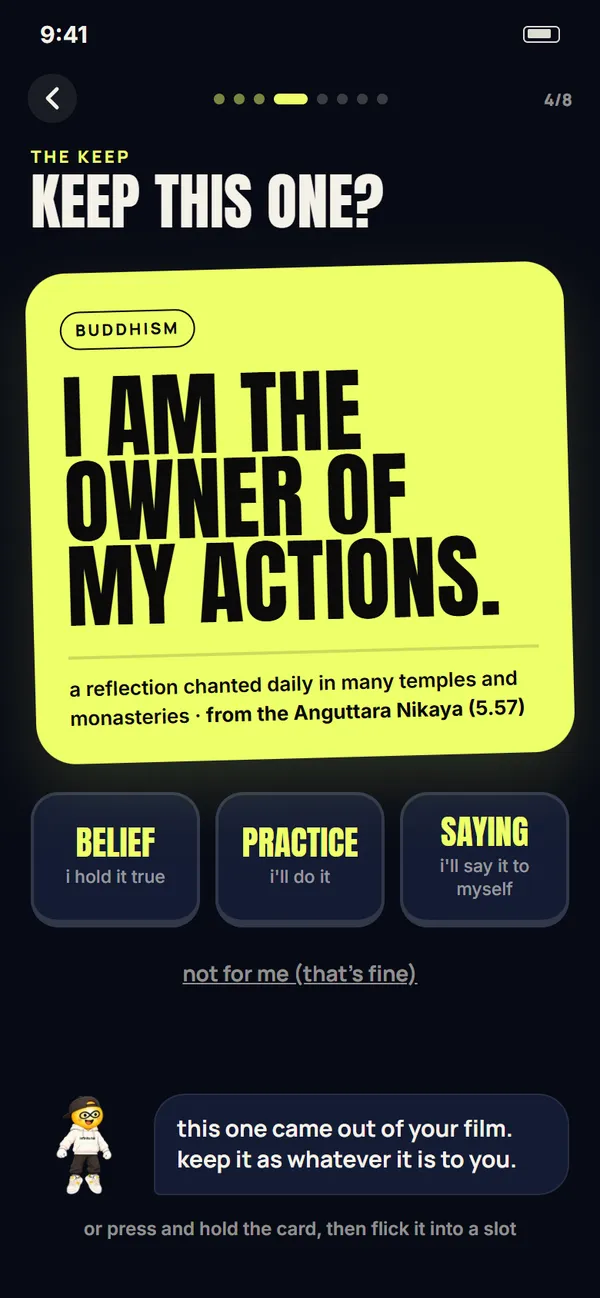 9:41
4/8
THE KEEP
KEEP THIS ONE?
BUDDHISM
I AM THE
OWNER OF
MY ACTIONS.
a reflection chanted daily in many temples and
monasteries · from the Anguttara Nikaya (5.57)
BELIEF
i hold it true
PRACTICE
i'll do it
SAYING
i'll say it to
myself
not for me (that's fine)
this one came out of your film.
keep it as whatever it is to you.
or press and hold the card, then flick it into a slot